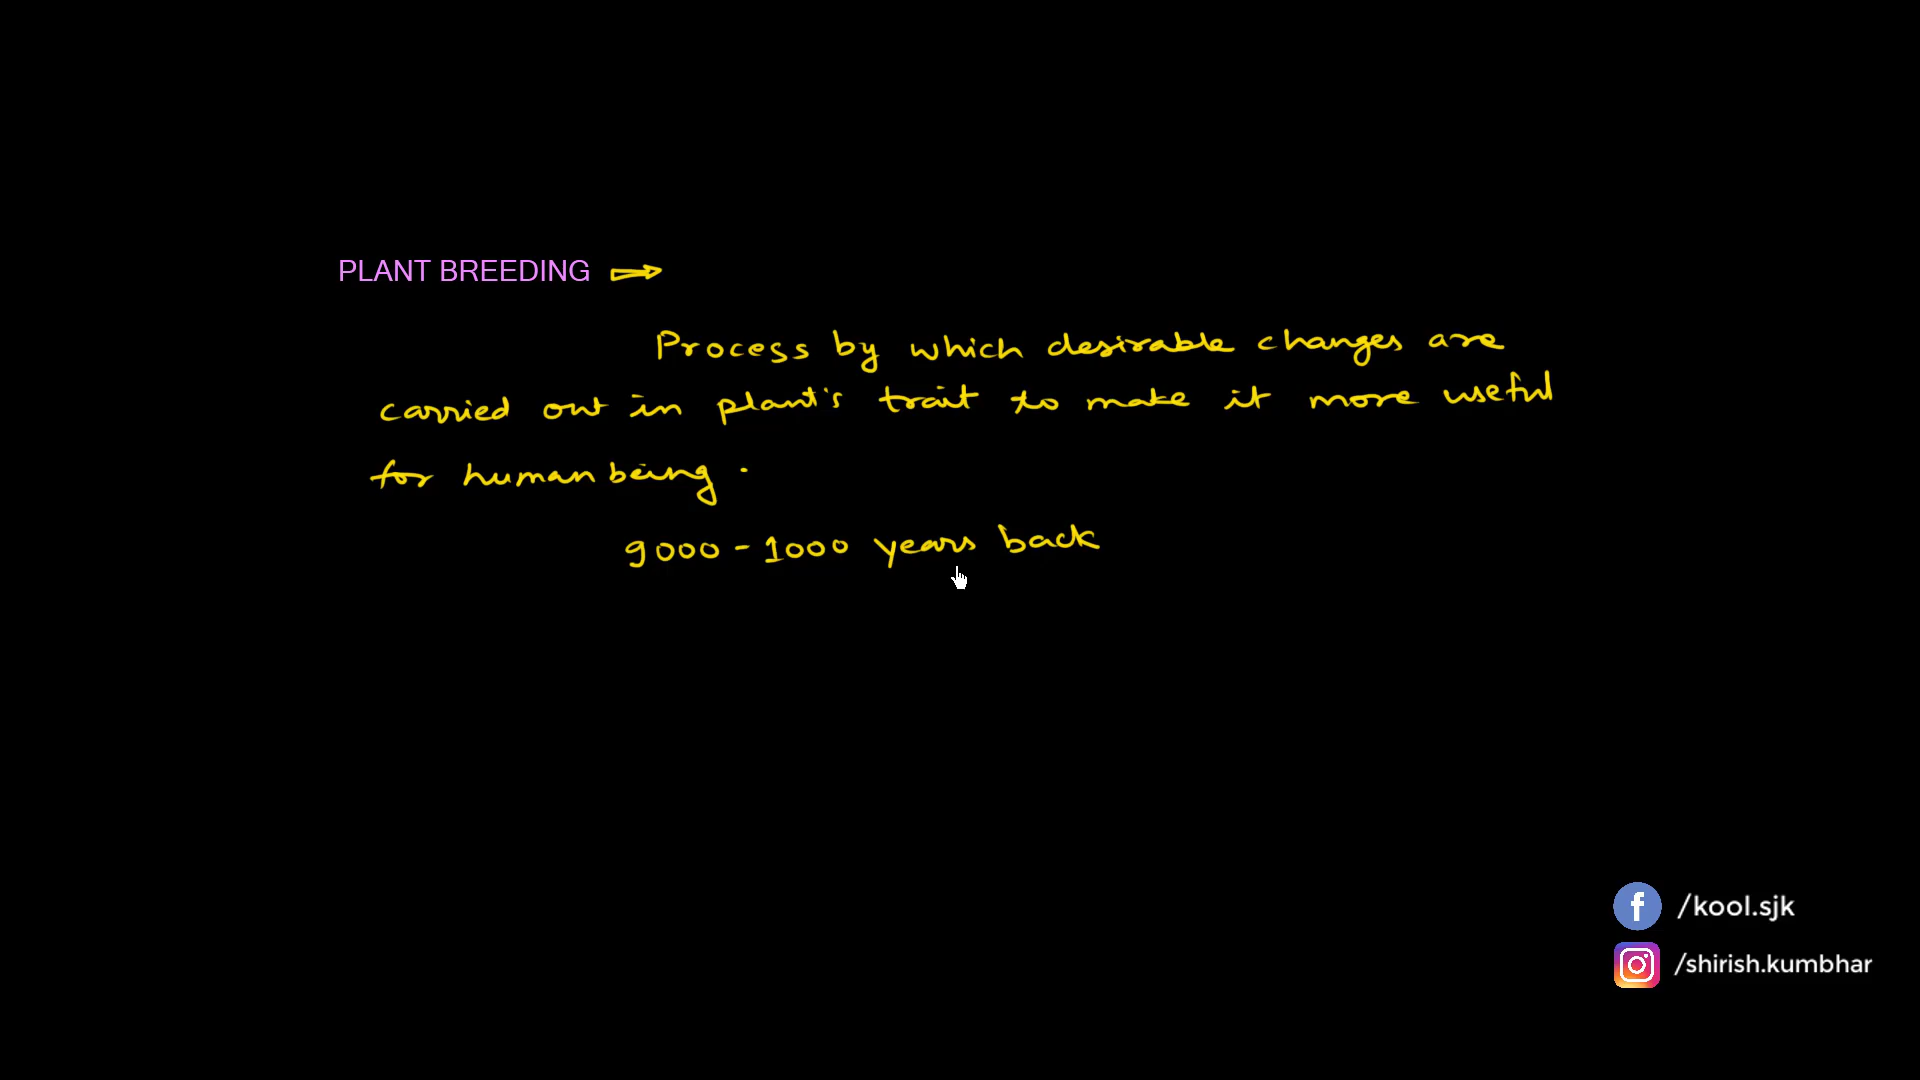 PLANT BREEDING
Process by which desirable changes are
carried out in plant's trait to make it more useful
for human being.
9000-1000 years back
f /kool.sjk
/shirish.kumbhar